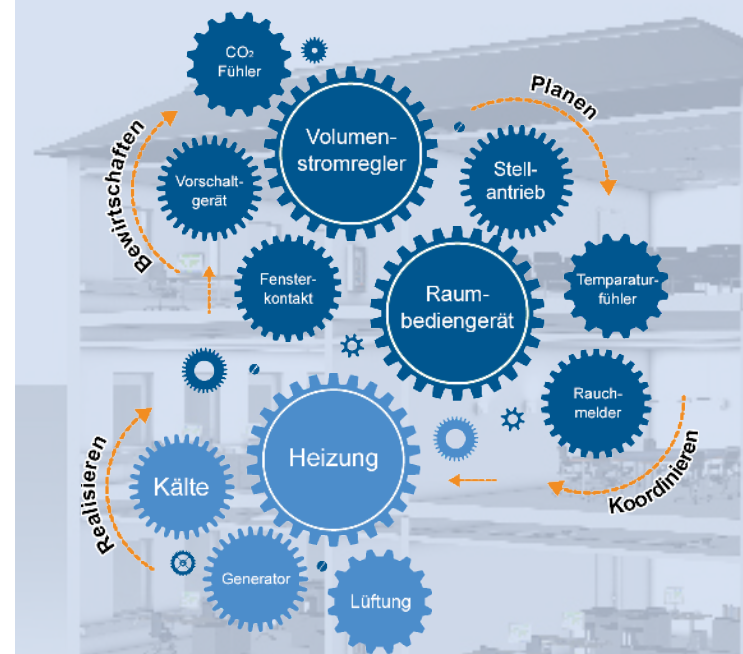 CO₂
Fühler
Planen
Volumen-
stromregler
Stell-
antrieb
Vorschalt-
gerät
Bewirtschaften
Fenster-
kontakt
Raum-
bediengerät
Temperatur-
fühler
Rauch-
melder
Heizung
Koordinieren
Realisieren
Kälte
Generator
Lüftung